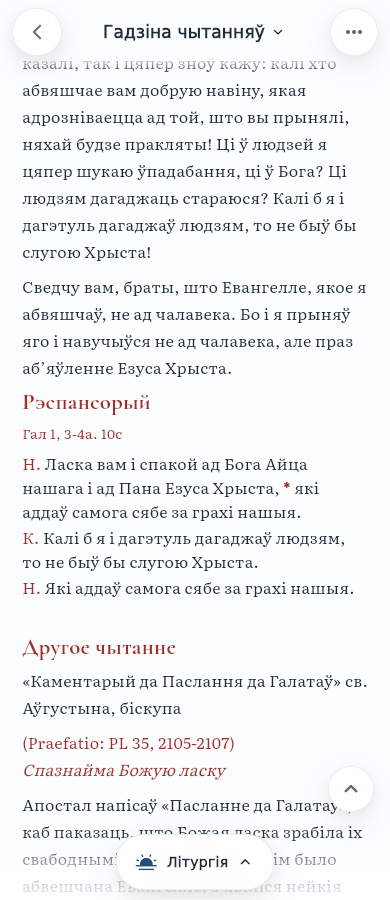 Гадзіна чытанняў
казалі, так і цяпер зноў кажу: калі хто
абвяшчае вам добрую навіну, якая
адрозніваецца ад той, што вы прынялі,
няхай будзе пракляты! Ці ў людзей я
цяпер шукаю ўпадабання, ці ў Бога? Ці
людзям дагаджаць стараюся? Калі б я і
дагэтуль дагаджаў людзям, то не быў бы
слугою Хрыста!
Сведчу вам, браты, што Евангелле, якое я
абвяшчаў, не ад чалавека. Бо і я прыняў
яго і навучыўся не ад чалавека, але праз
аб’яўленне Езуса Хрыста.
Рэспансорый
Гал 1, 3-4а. 10с
Н. Ласка вам і спакой ад Бога Айца
нашага і ад Пана Езуса Хрыста, * які
аддаў самога сябе за грахі нашыя.
К. Калі б я і дагэтуль дагаджаў людзям,
то не быў бы слугою Хрыста.
Н. Які аддаў самога сябе за грахі нашыя.
Другое чытанне
«Каментарый да Паслання да Галатаў» св.
Аўгустына, біскупа
(Praefatio: PL 35, 2105-2107)
Спазнайма Божую ласку
Апостал напісаў «Пасланне да Галатаў
каб паказаць, што Божая ласка зрабіла іх
ім было
абвешчана нейкія
Літургія